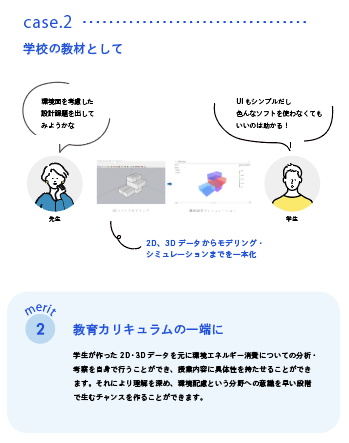 case.2
学校の教材として
環境面を考慮した
設計課題を出して
みようかな
UIもシンプルだし
色んなソフトを使わなくても
いいのは助かる！
先生
学生
2D、3Dデータからモデリング・
シミュレーションまでを一本化
merit
2
教育カリキュラムの一端に
学生が作った2D・3Dデータを元に環境エネルギー消費についての分析・
考察を自身で行うことができ、授業内容に具体性を持たせることができ
ます。それにより理解を深め、環境配慮という分野への意識を早い段階
で生むチャンスを作ることができます。